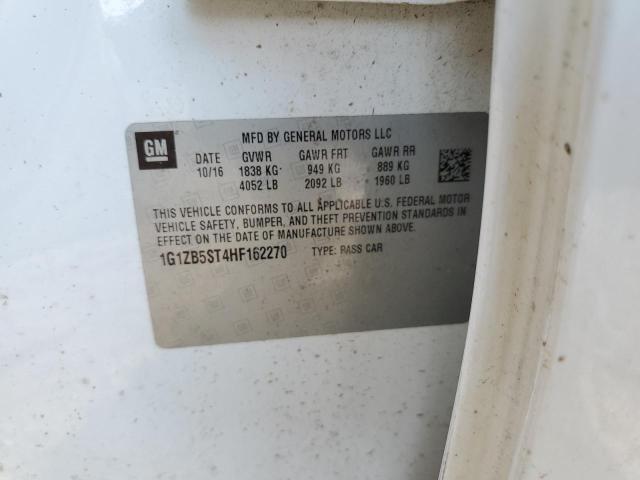 GM
MFD BY GENERAL MOTORS LLC
DATE GVWR GAWR FRT GAWR RR
10/16 1838 KG 949 KG 889 KG
4052 LB 2092 LB 1960 LB
THIS VEHICLE CONFORMS TO ALL APPLICABLE U.S. FEDERAL MOTOR
VEHICLE SAFETY, BUMPER, AND THEFT PREVENTION STANDARDS IN
EFFECT ON THE DATE OF MANUFACTURE SHOWN ABOVE.
1G1ZB5ST4HF162270 TYPE: PASS CAR